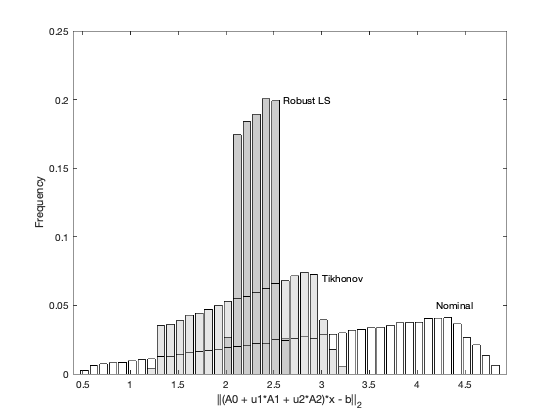 0.25
0.2
Robust LS
0.15
Frequency
0.1
Tikhonov
0.05
Nominal
0
0.5 1 1.5 2 2.5 3 3.5 4 4.5
||(A0 + u1*A1 + u2*A2)*x - b||2